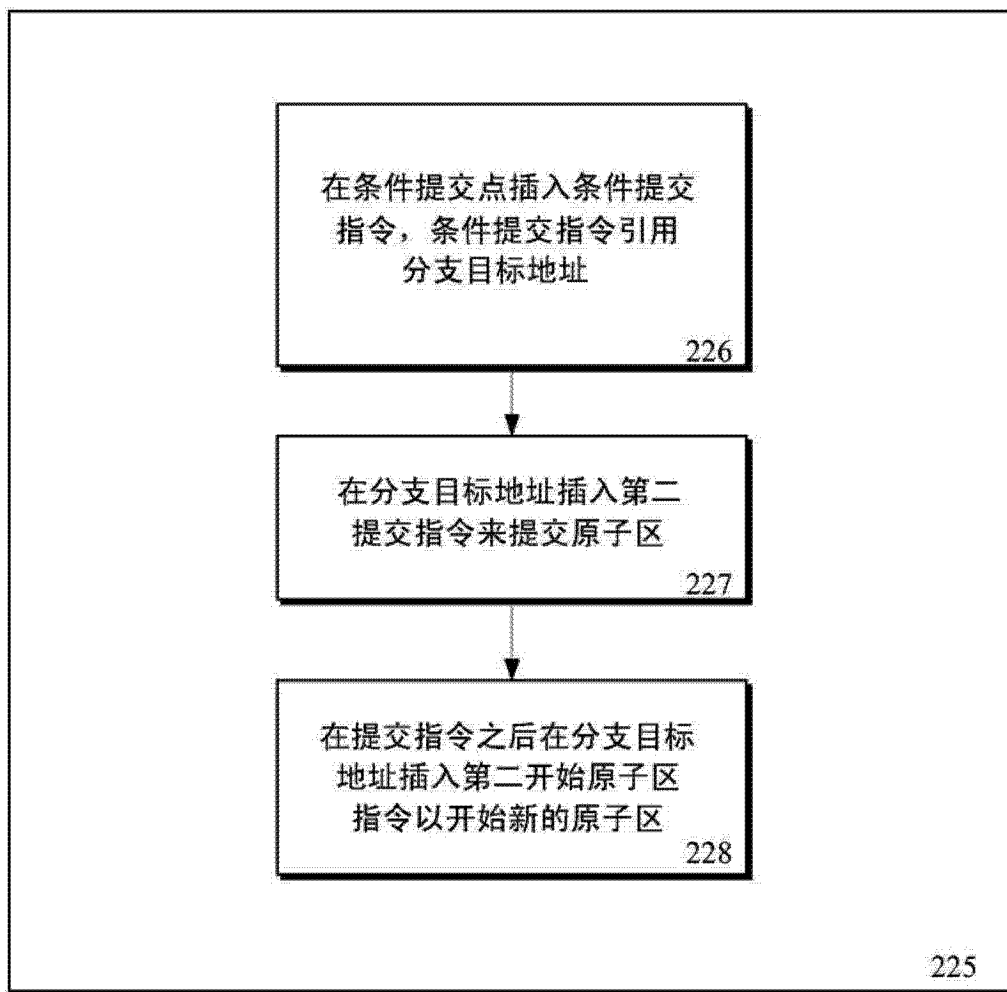 在条件提交点插入条件提交
指令，条件提交指令引用
分支目标地址
226
在分支目标地址插入第二
提交指令来提交原子区
227
在提交指令之后在分支目标
地址插入第二开始原子区
指令以开始新的原子区
228
225